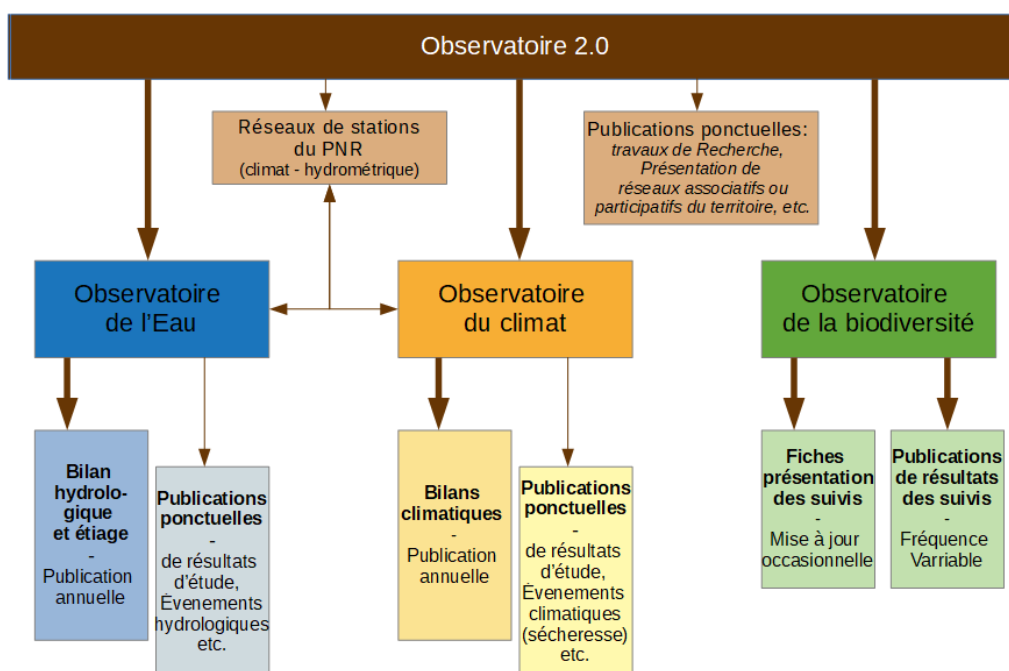 Observatoire 2.0
Réseaux de stations
du PNR
(climat - hydrométrique)
Publications ponctuelles:
travaux de Recherche,
Présentation de
réseaux associatifs ou
participatifs du territoire, etc.
Observatoire
de l'Eau
Observatoire
du climat
Observatoire
de la biodiversité
Bilan
hydrolo-
gique
et étiage
-
Publication
annuelle
Publications
ponctuelles
-
de résultats
d'étude,
Évenements
hydrologiques
etc.
Bilans
climatiques
-
Publication
annuelle
Publications
ponctuelles
-
de résultats
d'étude,
Évenements
climatiques
(sécheresse)
etc.
Fiches
présentation
des suivis
-
Mise à jour
occasionnelle
Publications
de résultats
des suivis
-
Fréquence
Varriable